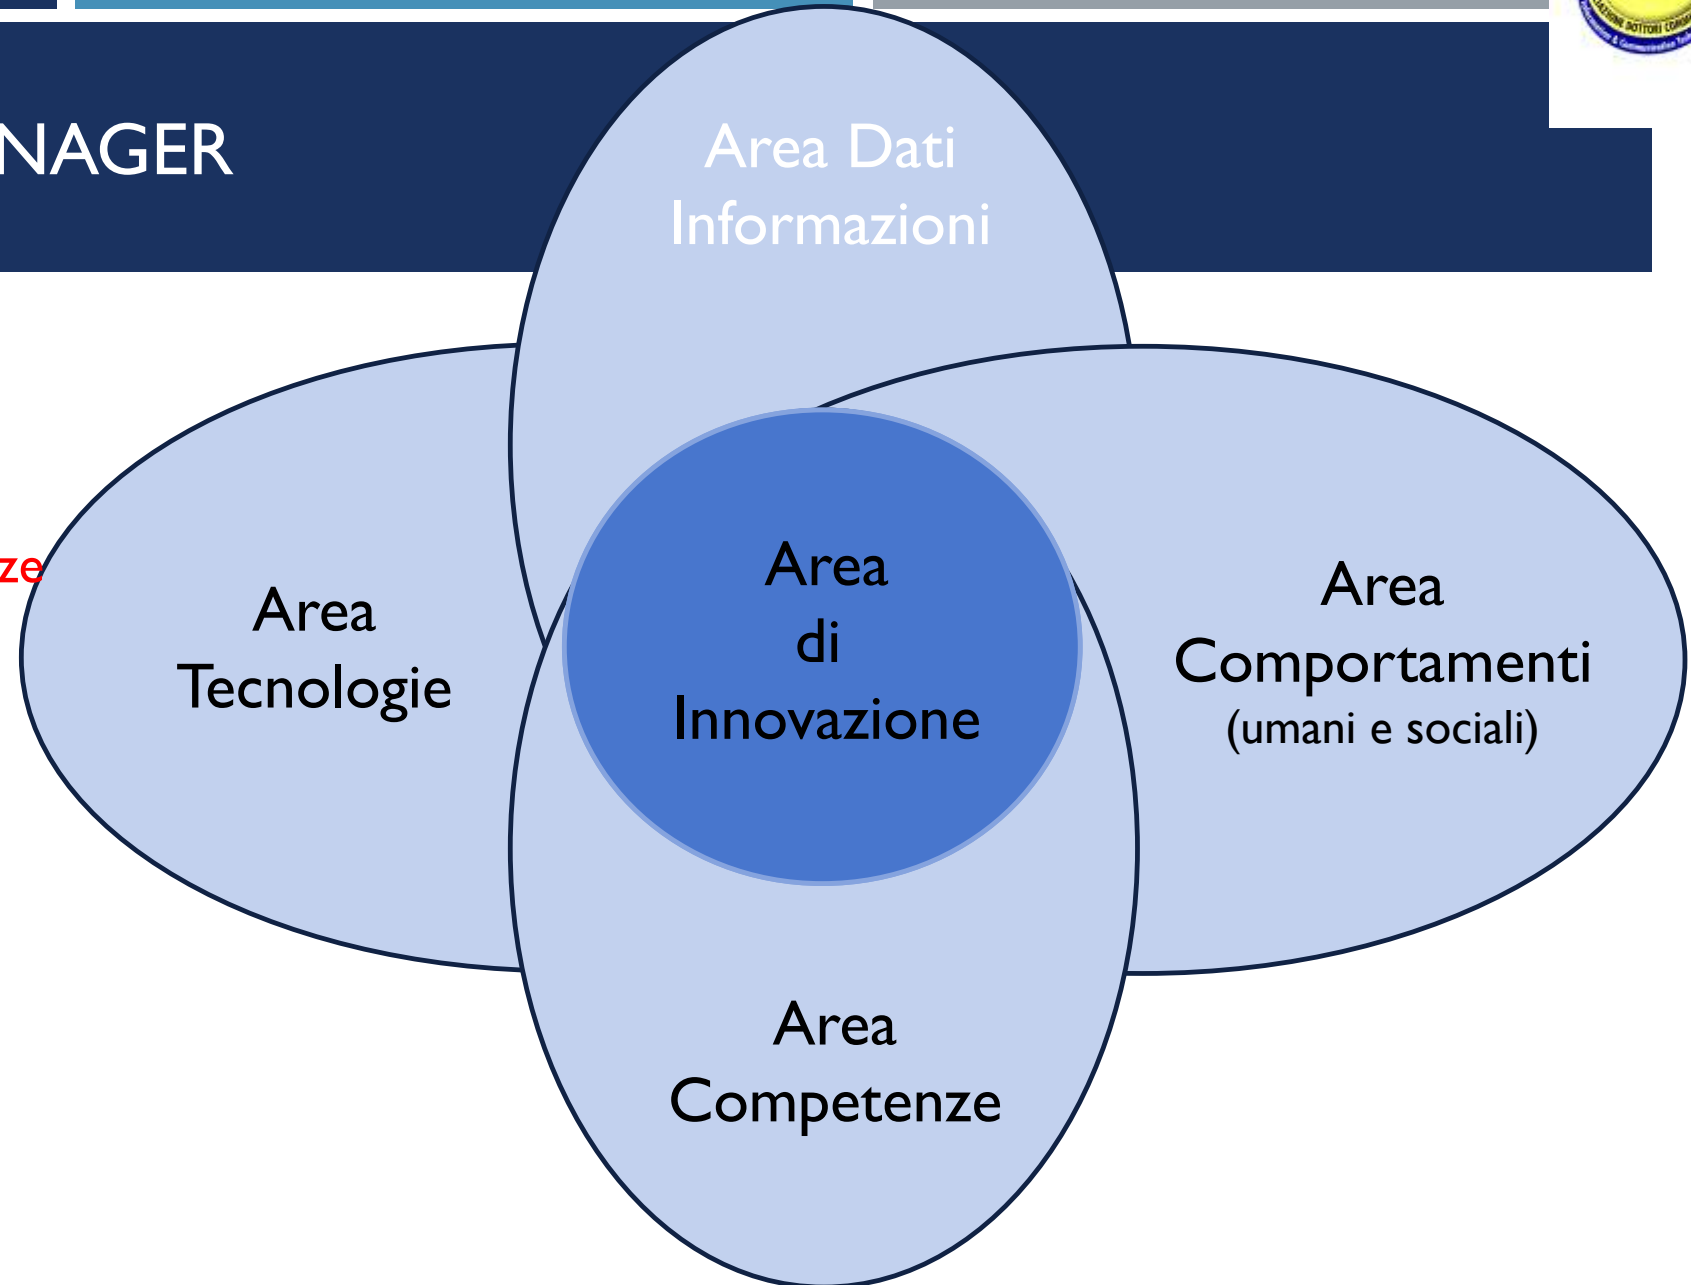 NAGER
Area Dati
Informazioni
ze
Area
Tecnologie
Area
di
Innovazione
Area
Comportamenti
(umani e sociali)
Area
Competenze